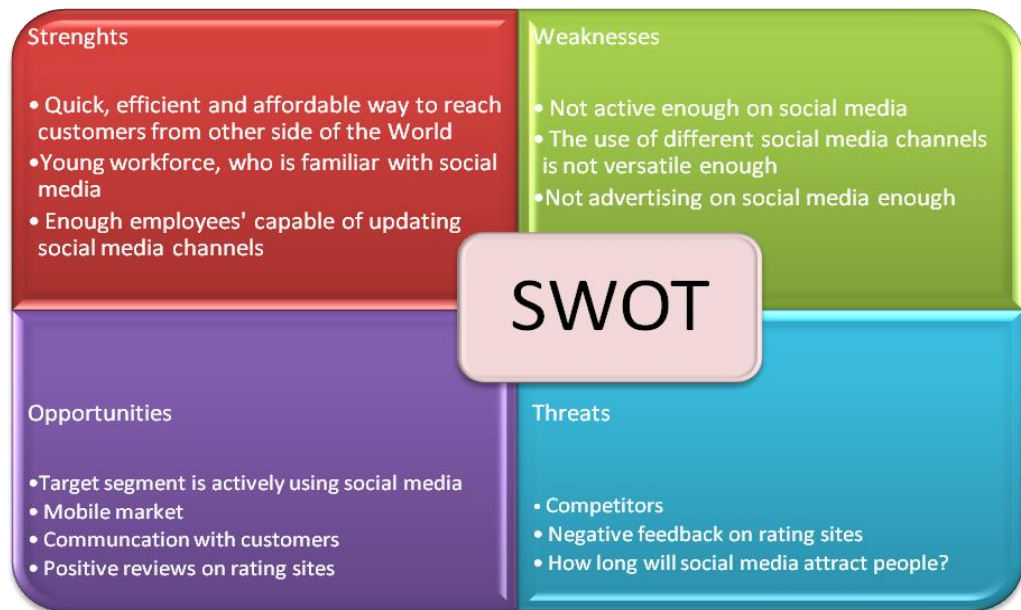 Strenghts
• Quick, efficient and affordable way to reach
customers from other side of the World
•Young workforce, who is familiar with social
media
• Enough employees' capable of updating
social media channels
Weaknesses
• Not active enough on social media
• The use of different social media channels
is not versatile enough
•Not advertising on social media enough
SWOT
Opportunities
•Target segment is actively using social media
• Mobile market
• Communcation with customers
• Positive reviews on rating sites
Threats
• Competitors
• Negative feedback on rating sites
• How long will social media attract people?